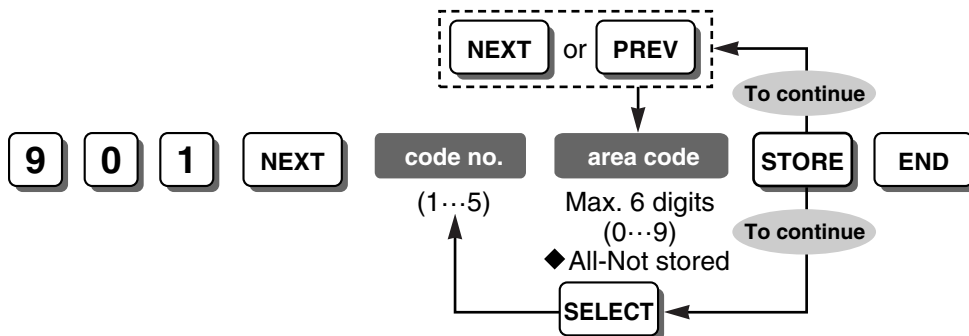 NEXT or PREV
To continue
9 0 1 NEXT code no. area code STORE END
(1···5) Max. 6 digits
(0···9)
To continue
◆All-Not stored
SELECT